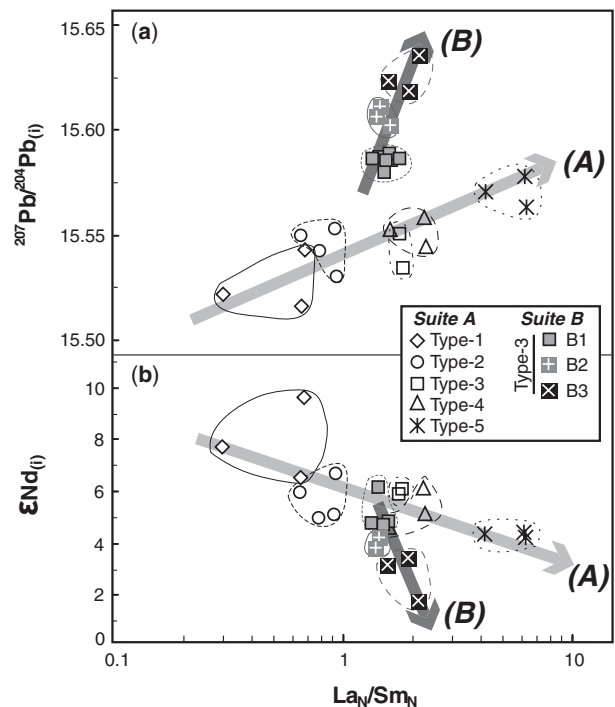 15.65
(a)
(B)
15.60
(A)
15.55
15.50
207Pb/204Pb(i)
Suite A
Suite B
Type-1
Type-2
Type-3
Type-4
Type-5
Type-3
B1
B2
B3
10
(b)
8
6
4
2
0
εNd(i)
(A)
(B)
0.1
1
10
LaN/SmN